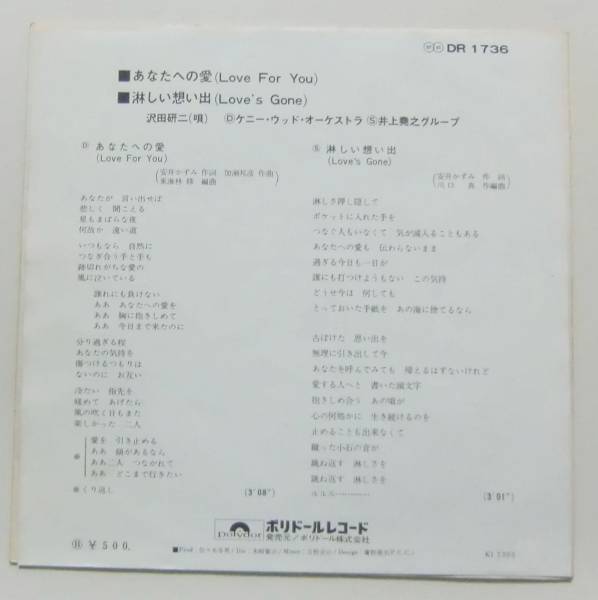 DR 1736
■あなたへの愛(Love For You)
■淋しい想い出(Love's Gone)
沢田研二(唄) Ⓓケニー・ウッド・オーケストラ Ⓢ井上堯之グループ
Ⓓ あなたへの愛
(Love For You)
安井かずみ 作詞 加瀬邦彦 作曲
東海林 修 編曲
あなたが 言い出せば
悲しく 聞こえる
星もまばらな夜
何故か 遠い道
いつもなら 自然に
つなぎ合う手と手も
跡切れがちな愛の
風に泣いている
誰れにも負けない
ああ あなたへの愛を
ああ 胸に抱きしめて
ああ 今日まで来たのに
分り過ぎる程
あなたの気持を
傷つけるつもりは
ないのに お互い
冷たい 指先を
暖めて あげたら
風の吹く日もまた
楽しかった 二人
愛を 引き止める
ああ 鎖があるなら
ああ二人 つながれて
ああ どこまで行きたい
※くり返し
(3'08")
Ⓢ 淋しい想い出
(Love's Gone)
安井かずみ 作 詞
川口 真 作編曲
淋しさ押し隠して
ポケットに入れた手を
つなぐ人もいなくて 気が滅入ることもある
あなたへの愛も 伝わらないまま
過ぎる今日も一日が
誰にも打つけようもない この気持
どうせ今は 何しても
とっておいた手紙を あの海に捨てるなら
古ぼけた 思い出を
無理に引き出して今
あなたを呼んでみても 帰えるはずないけれど
愛する人へと 書いた頭文字
抱きしめ合う あの頃が
心の何処かに 生き続けるのを
止めることも出来なくて
蹴った小石の音が
跳ね返す 淋しさを
跳ね返す 淋しさを
ルルル…………
(3'01")
polydor
ポリドールレコード
発売元/ポリドール株式会社
￥500.